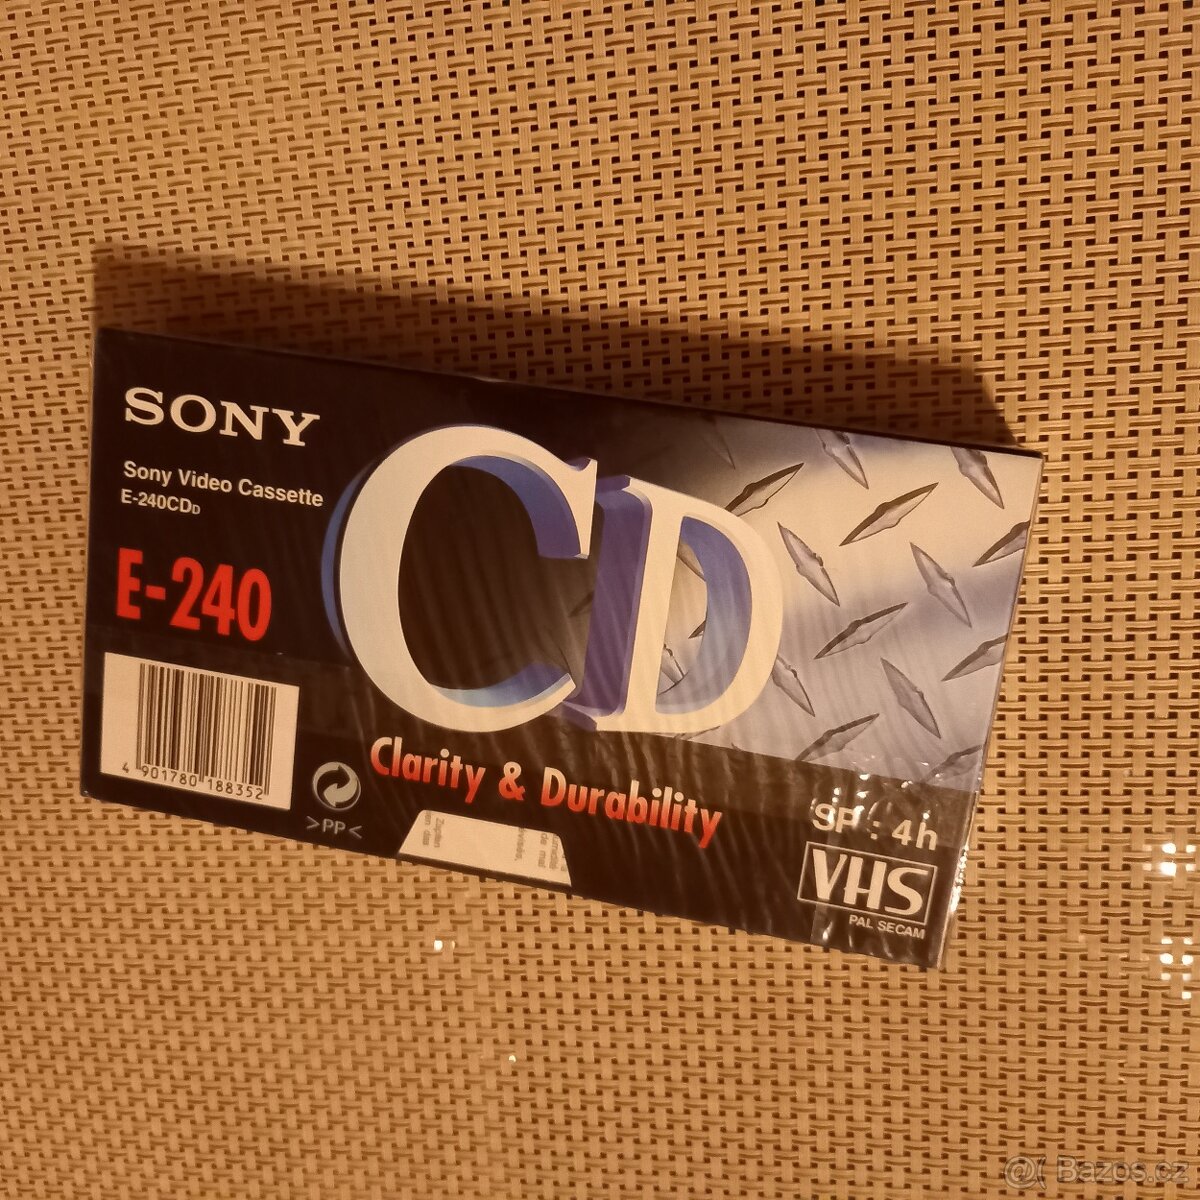 SONY
Sony Video Cassette
E-240CDD
E-240
CD
Clarity & Durability
4 901780 188352
>PP<
SP : 4h
VHS
PAL SECAM
@( Bazos.cz